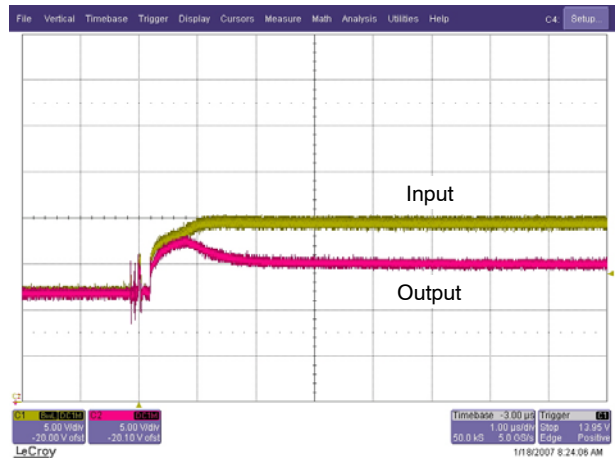 File Vertical Timebase Trigger Display Cursors Measure Math Analysis Utilities Help C4: Setup...
Input
Output
C2
C1 BwL DC1M
5.00 V/div
-20.00 V ofst
C2 DC1M
5.00 V/div
-20.10 V ofst
Timebase -3.00 µs
1.00 µs/div
50.0 kS 5.0 GS/s
Trigger C1
Stop 13.95 V
Edge Positive
LeCroy
1/18/2007 8:24:06 AM